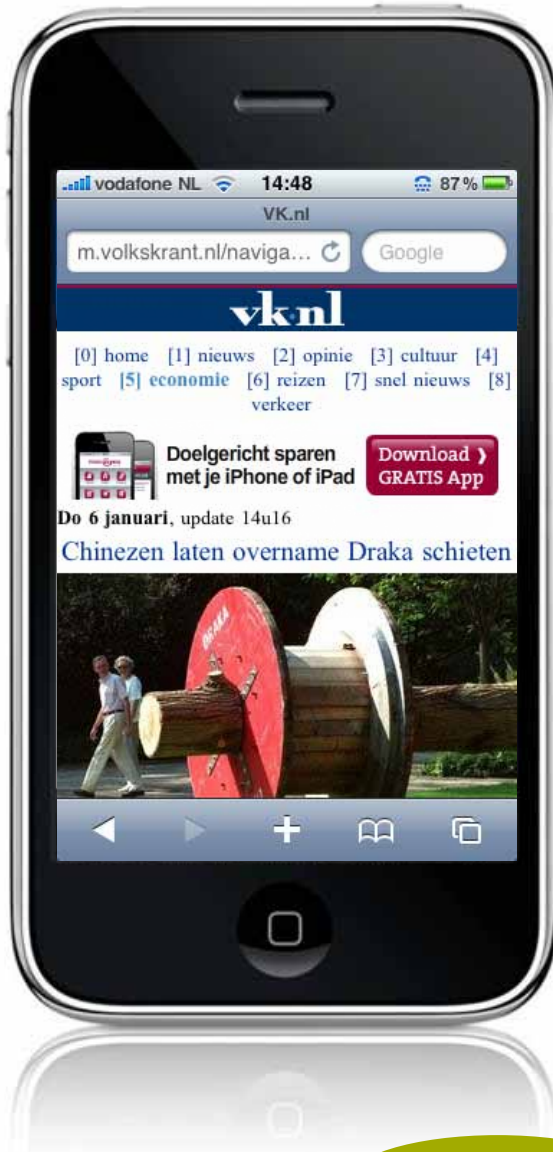 vodafone NL 14:48 87%
VK.nl
m.volkskrant.nl/naviga... Google
vk.nl
[0] home [1] nieuws [2] opinie [3] cultuur [4]
sport [5] economie [6] reizen [7] snel nieuws [8]
verkeer
Doelgericht sparen
met je iPhone of iPad
Download ❯
GRATIS App
Do 6 januari, update 14u16
Chinezen laten overname Draka schieten
DRAKA